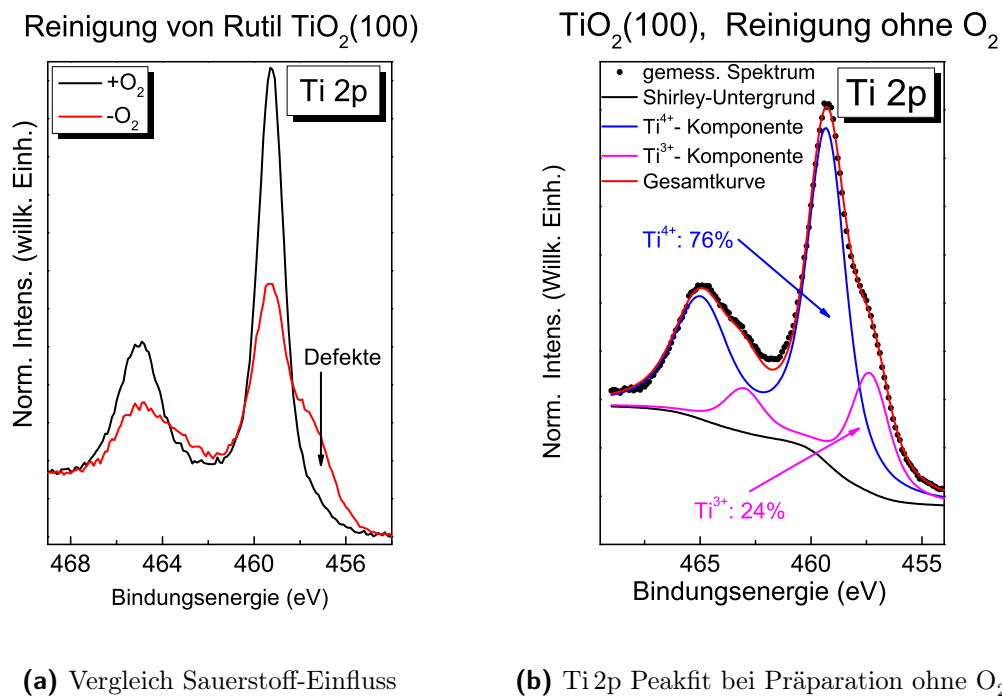 Reinigung von Rutil TiO₂(100)
+O₂
-O₂
Ti 2p
Defekte
Norm. Intens. (willk. Einh.)
468 464 460 456
Bindungsenergie (eV)
(a) Vergleich Sauerstoff-Einfluss
TiO₂(100), Reinigung ohne O₂
gemess. Spektrum
Shirley-Untergrund
Ti⁴⁺- Komponente
Ti³⁺- Komponente
Gesamtkurve
Ti 2p
Ti⁴⁺: 76%
Ti³⁺: 24%
Norm. Intens. (Willk. Einh.)
465 460 455
Bindungsenergie (eV)
(b) Ti 2p Peakfit bei Präparation ohne O₂